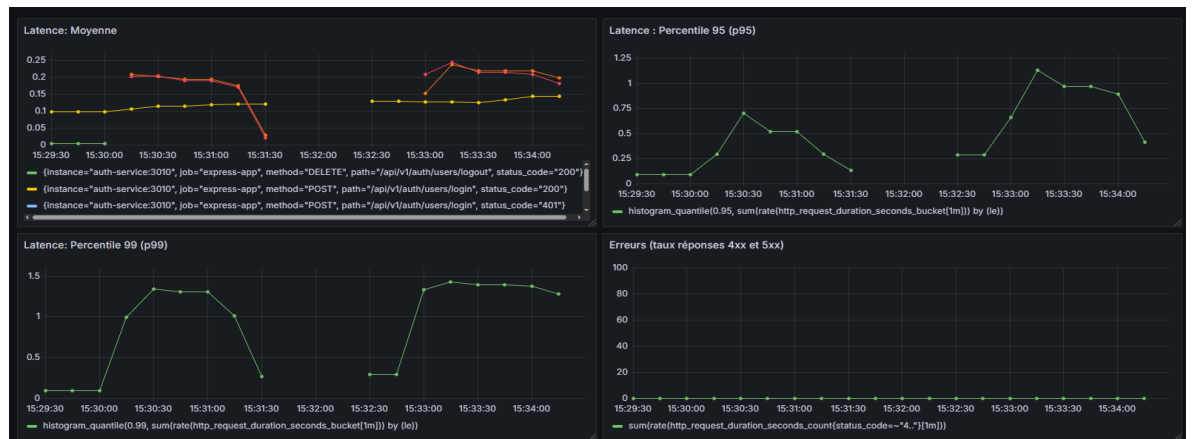 Latence: Moyenne
0.25
0.2
0.15
0.1
0.05
0
15:29:30 15:30:00 15:30:30 15:31:00 15:31:30 15:32:00 15:32:30 15:33:00 15:33:30 15:34:00
{instance="auth-service:3010", job="express-app", method="DELETE", path="/api/v1/auth/users/logout", status_code="200"}
{instance="auth-service:3010", job="express-app", method="POST", path="/api/v1/auth/users/login", status_code="200"}
{instance="auth-service:3010", job="express-app", method="POST", path="/api/v1/auth/users/login", status_code="401"}
Latence : Percentile 95 (p95)
1.25
1
0.75
0.5
0.25
0
15:29:30 15:30:00 15:30:30 15:31:00 15:31:30 15:32:00 15:32:30 15:33:00 15:33:30 15:34:00
histogram_quantile(0.95, sum(rate(http_request_duration_seconds_bucket[1m])) by (le))
Latence: Percentile 99 (p99)
1.5
1
0.5
0
15:29:30 15:30:00 15:30:30 15:31:00 15:31:30 15:32:00 15:32:30 15:33:00 15:33:30 15:34:00
histogram_quantile(0.99, sum(rate(http_request_duration_seconds_bucket[1m])) by (le))
Erreurs (taux réponses 4xx et 5xx)
100
80
60
40
20
0
15:29:30 15:30:00 15:30:30 15:31:00 15:31:30 15:32:00 15:32:30 15:33:00 15:33:30 15:34:00
sum(rate(http_request_duration_seconds_count{status_code=~"4.."}[1m]))